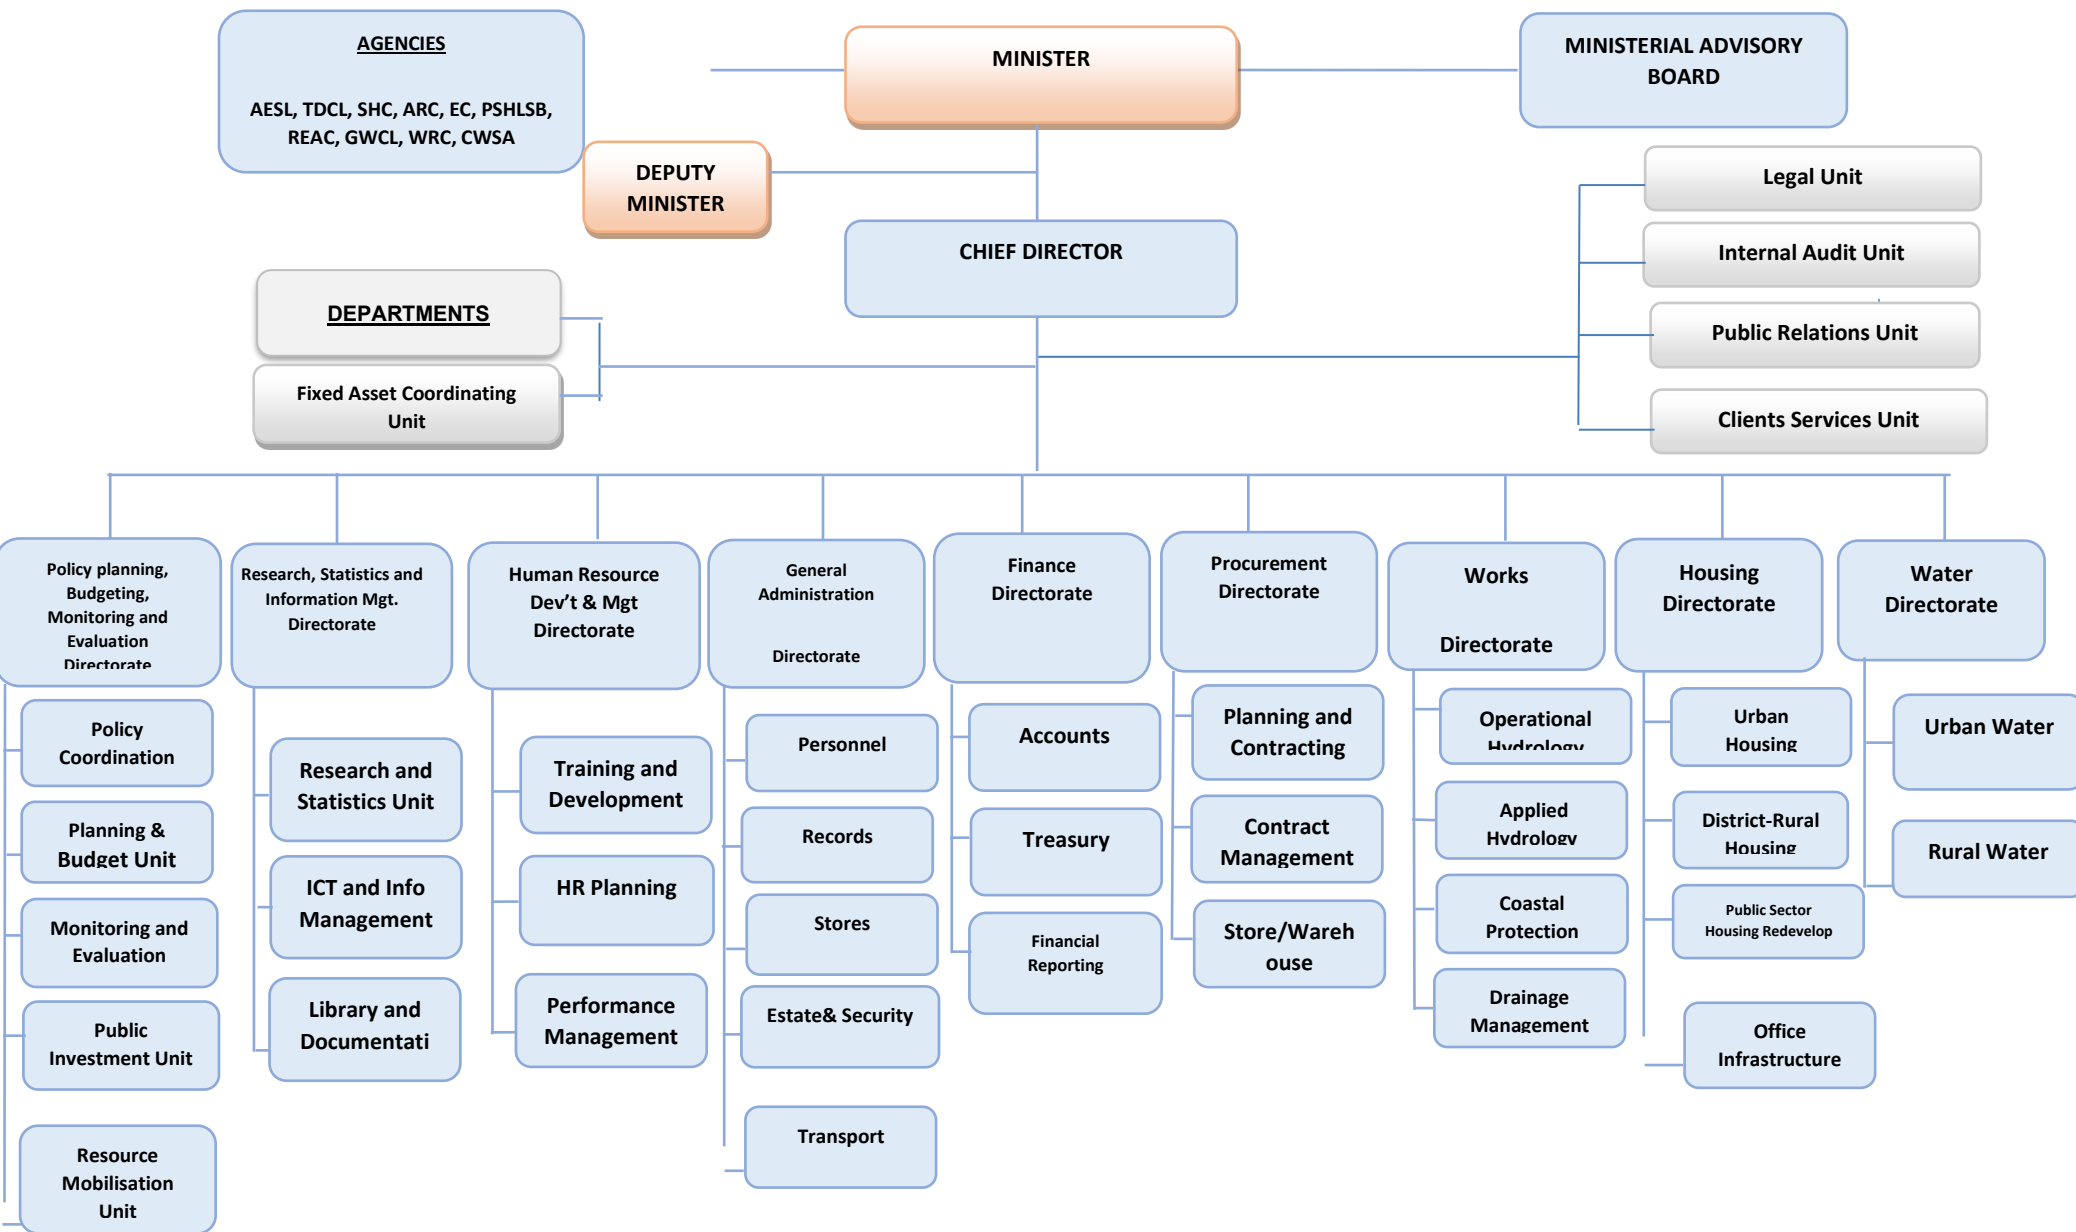 AGENCIES
AESL, TDCL, SHC, ARC, EC, PSHLSB,
REAC, GWCL, WRC, CWSA
MINISTER
MINISTERIAL ADVISORY
BOARD
DEPUTY
MINISTER
CHIEF DIRECTOR
Legal Unit
Internal Audit Unit
Public Relations Unit
Clients Services Unit
DEPARTMENTS
Fixed Asset Coordinating
Unit
Policy planning,
Budgeting,
Monitoring and
Evaluation
Directorate
Policy
Coordination
Planning &
Budget Unit
Monitoring and
Evaluation
Public
Investment Unit
Resource
Mobilisation
Unit
Research, Statistics and
Information Mgt.
Directorate
Research and
Statistics Unit
ICT and Info
Management
Library and
Documentati
Human Resource
Dev't & Mgt
Directorate
Training and
Development
HR Planning
Performance
Management
General
Administration
Directorate
Personnel
Records
Stores
Estate& Security
Transport
Finance
Directorate
Accounts
Treasury
Financial
Reporting
Procurement
Directorate
Planning and
Contracting
Contract
Management
Store/Wareh
ouse
Works
Directorate
Operational
Hydrology
Applied
Hydrology
Coastal
Protection
Drainage
Management
Housing
Directorate
Urban
Housing
District-Rural
Housing
Public Sector
Housing Redevelop
Office
Infrastructure
Water
Directorate
Urban Water
Rural Water